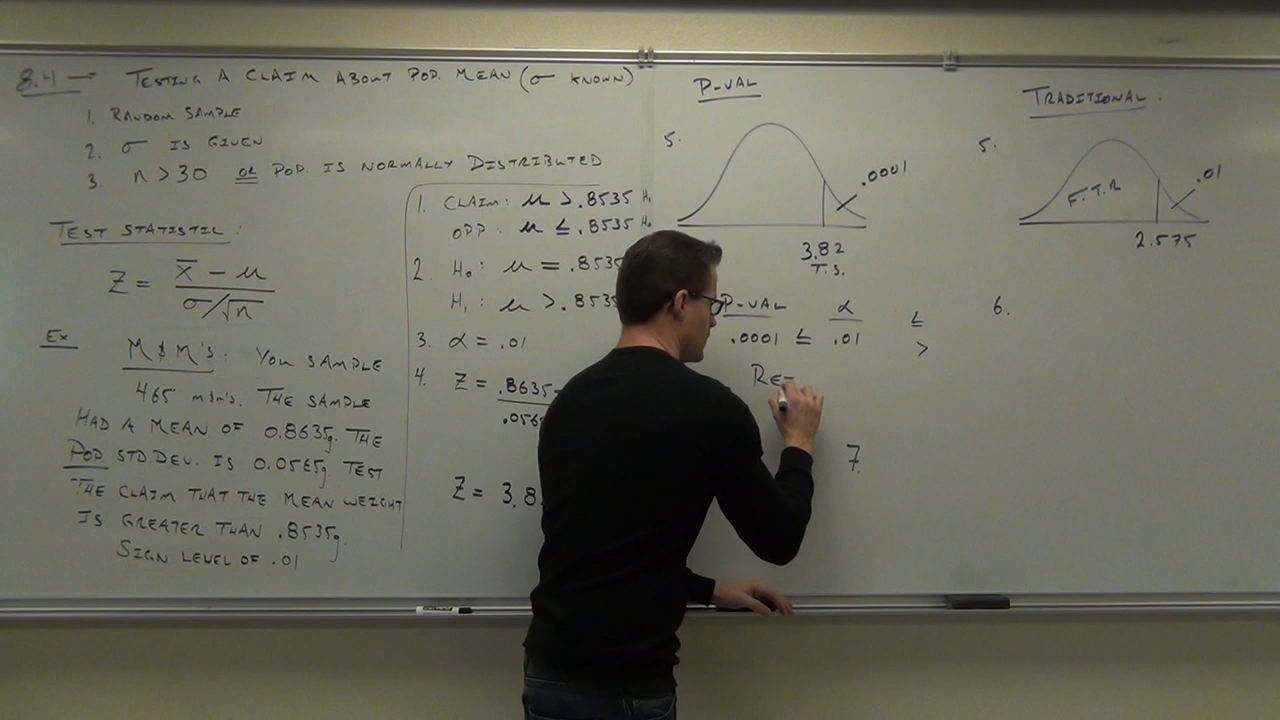 8.4 → TESTING A CLAIM ABOUT POP. MEAN (σ KNOWN)
1. RANDOM SAMPLE
2. σ IS GIVEN
3. n > 30 OR POP. IS NORMALLY DISTRIBUTED
TEST STATISTIC:
Z = x̄ - μ / σ/√n
EX M&M'S: YOU SAMPLE
465 M&M'S. THE SAMPLE
HAD A MEAN OF 0.8635g. THE
POP STD DEV. IS 0.0565g TEST
THE CLAIM THAT THE MEAN WEIGHT
IS GREATER THAN .8535g.
SIGN LEVEL OF .01
1. CLAIM: μ > .8535 H₁
OPP: μ ≤ .8535 H₀
2. H₀: μ = .8535
H₁: μ > .8535
3. α = .01
4. Z = .8635-
.056
Z = 3.8
P-VAL
5.
.0001
3.82
T.S.
P-VAL α
.0001 ≤ .01
≤
>
REJ
7.
TRADITIONAL.
5.
F.T.R
.01
2.575
6.